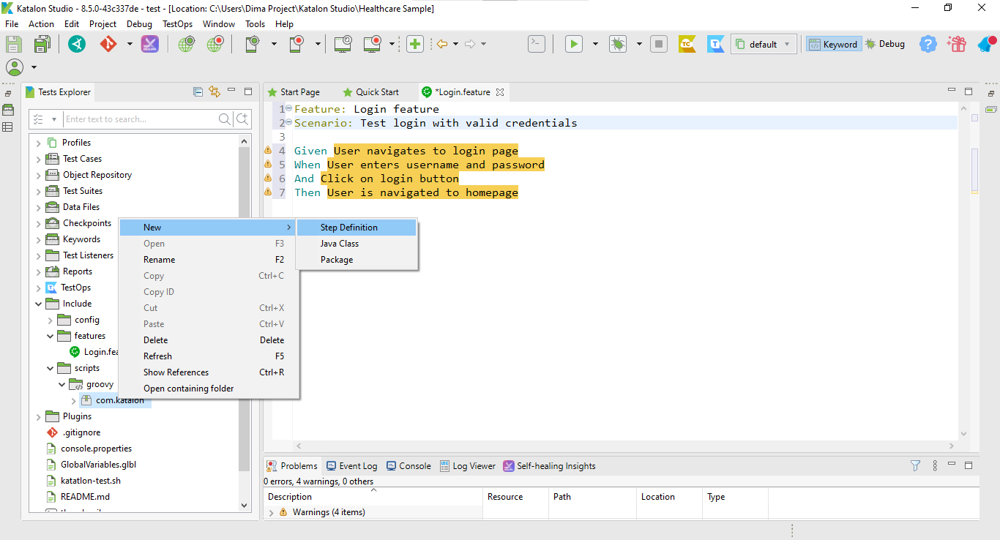 Katalon Studio - 8.5.0-43c337de - test - [Location: C:\Users\Dima Project\Katalon Studio\Healthcare Sample]
File Action Edit Project Debug TestOps Window Tools Help
default Keyword Debug
Tests Explorer
Enter text to search...
Profiles
Test Cases
Object Repository
Test Suites
Data Files
Checkpoints
Keywords
Test Listeners
Reports
TestOps
Include
config
features
Login.fea
scripts
groovy
com.katalon
Plugins
.gitignore
console.properties
GlobalVariables.glbl
katatlon-test.sh
README.md
New
Open F3
Rename F2
Copy Ctrl+C
Copy ID
Cut Ctrl+X
Paste Ctrl+V
Delete Delete
Refresh F5
Show References Ctrl+R
Open containing folder
Step Definition
Java Class
Package
Start Page Quick Start *Login.feature
1 Feature: Login feature
2 Scenario: Test login with valid credentials
3
4 Given User navigates to login page
5 When User enters username and password
6 And Click on login button
7 Then User is navigated to homepage
Problems Event Log Console Log Viewer Self-healing Insights
0 errors, 4 warnings, 0 others
Description Resource Path Location Type
Warnings (4 items)